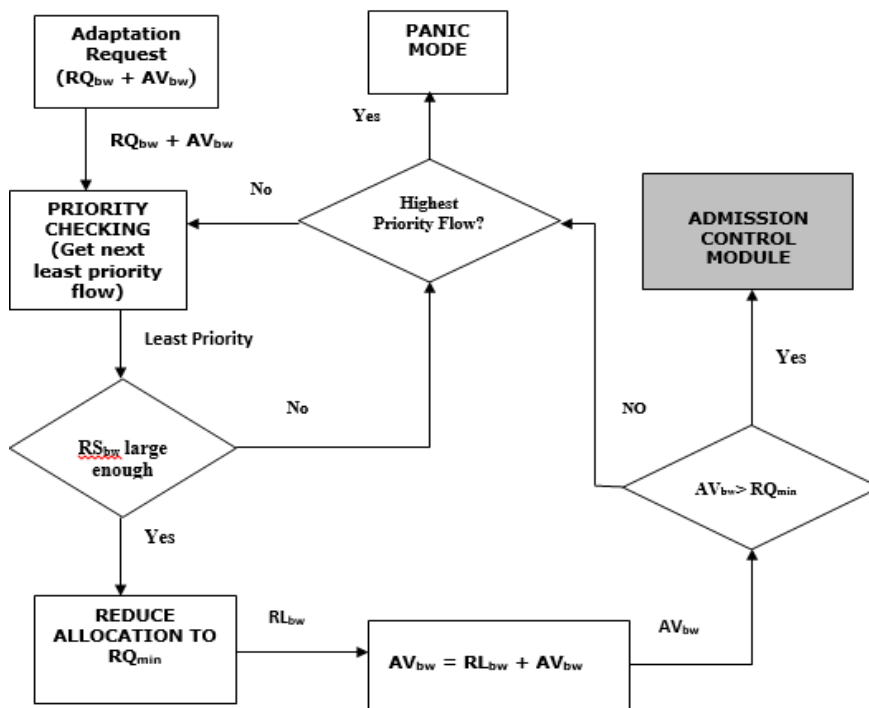 Adaptation
Request
(RQbw + AVbw)
PANIC
MODE
Yes
RQbw + AVbw
No
Highest
Priority Flow?
PRIORITY
CHECKING
(Get next
least priority
flow)
ADMISSION
CONTROL
MODULE
Least Priority
Yes
No
NO
RSbw large
enough
AVbw> RQmin
Yes
REDUCE
ALLOCATION TO
RQmin
RLbw
AVbw = RLbw + AVbw
AVbw